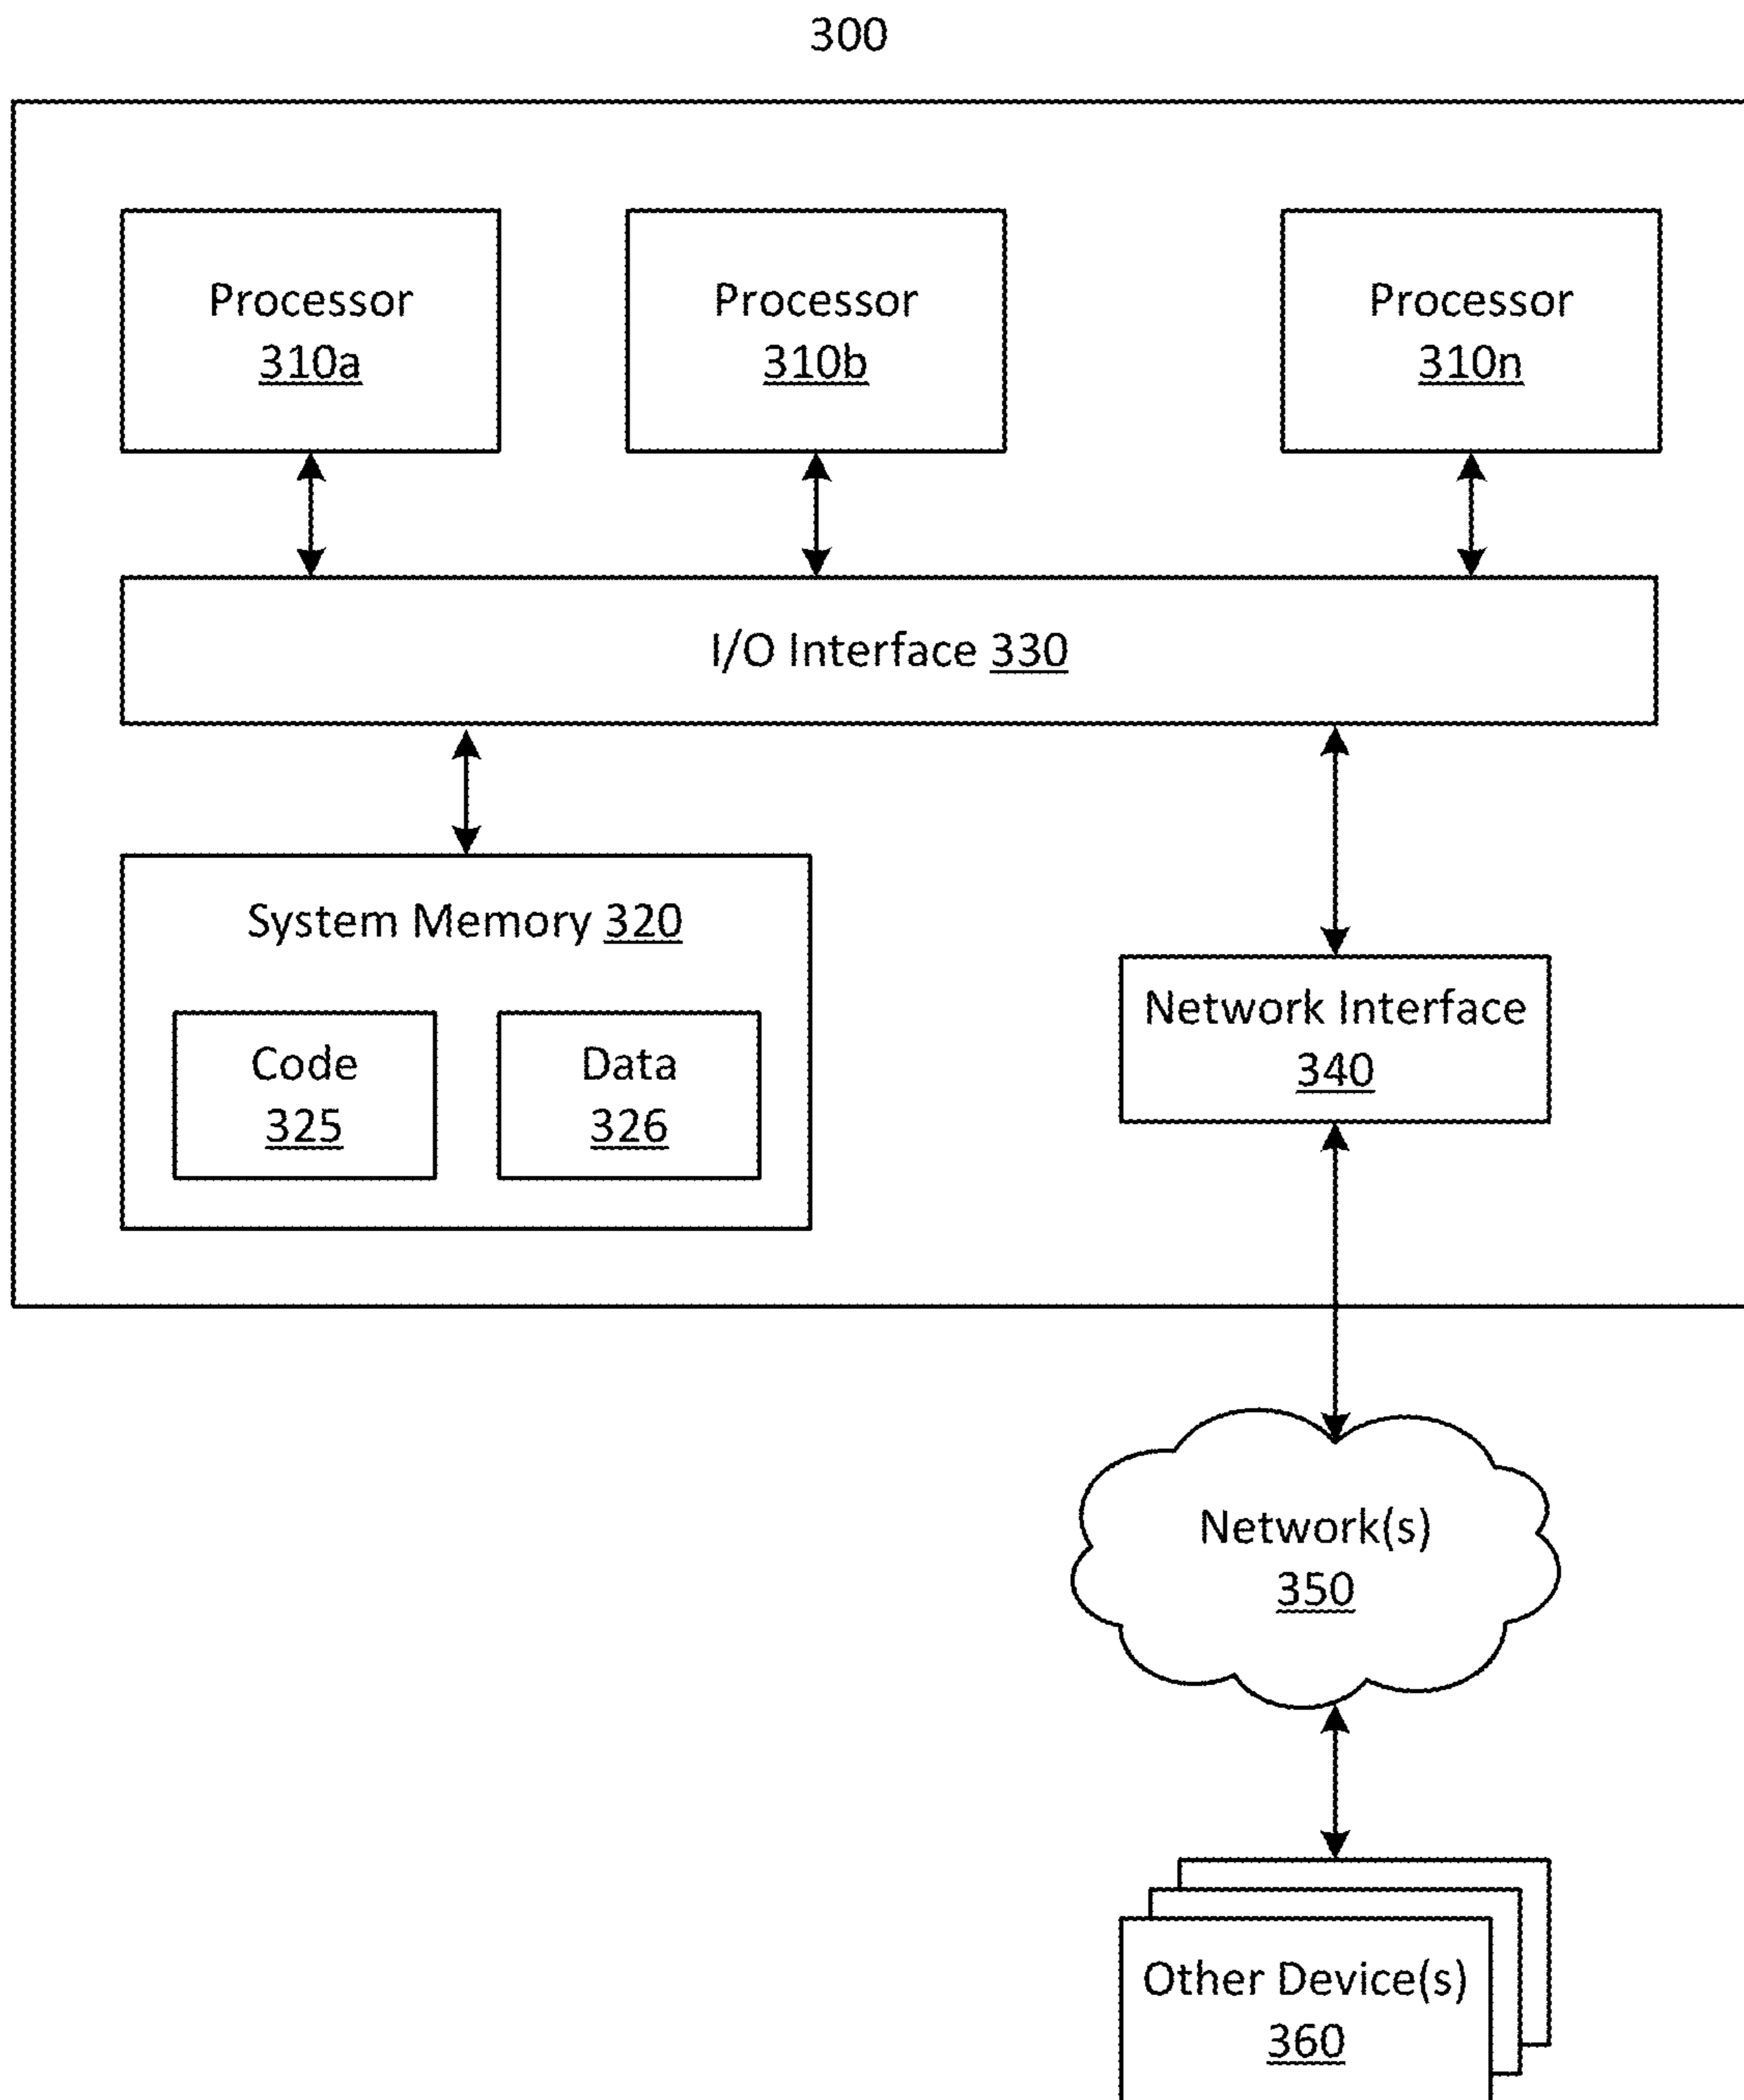 300
Processor
310a
Processor
310b
Processor
310n
I/O Interface 330
System Memory 320
Code
325
Data
326
Network Interface
340
Network(s)
350
Other Device(s)
360